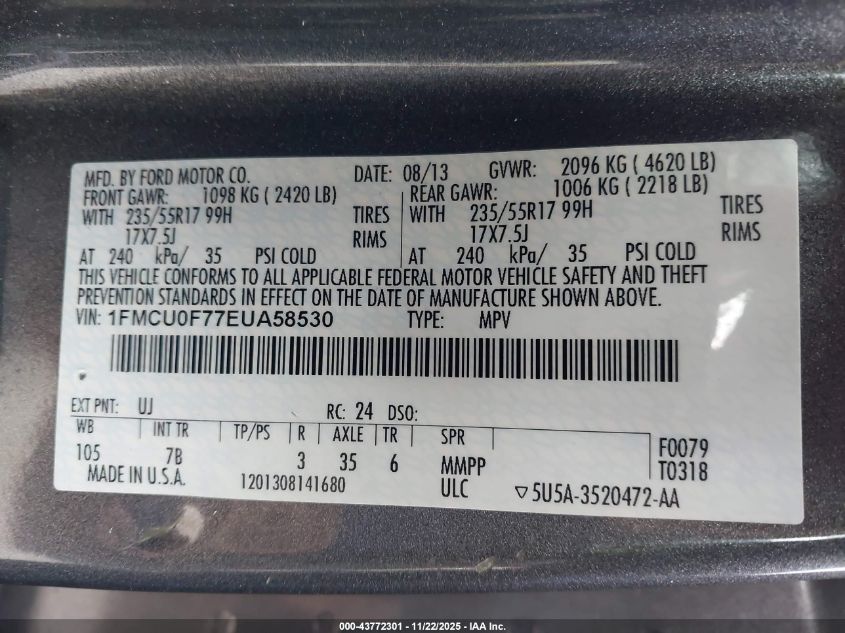 MFD. BY FORD MOTOR CO. DATE: 08/13 GVWR: 2096 KG ( 4620 LB)
FRONT GAWR: 1098 KG ( 2420 LB) REAR GAWR: 1006 KG ( 2218 LB)
WITH 235/55R17 99H TIRES WITH 235/55R17 99H TIRES
17X7.5J RIMS 17X7.5J RIMS
AT 240 kPa/ 35 PSI COLD AT 240 kPa/ 35 PSI COLD
THIS VEHICLE CONFORMS TO ALL APPLICABLE FEDERAL MOTOR VEHICLE SAFETY AND THEFT
PREVENTION STANDARDS IN EFFECT ON THE DATE OF MANUFACTURE SHOWN ABOVE.
VIN: 1FMCU0F77EUA58530 TYPE: MPV
EXT PNT: UJ RC: 24 DSO:
WB INT TR TP/PS R AXLE TR SPR F0079
105 7B 3 35 6 MMPP T0318
MADE IN U.S.A. 1201308141680 ULC ▽5U5A-3520472-AA
000-43772301 - 11/22/2025 - IAA Inc.